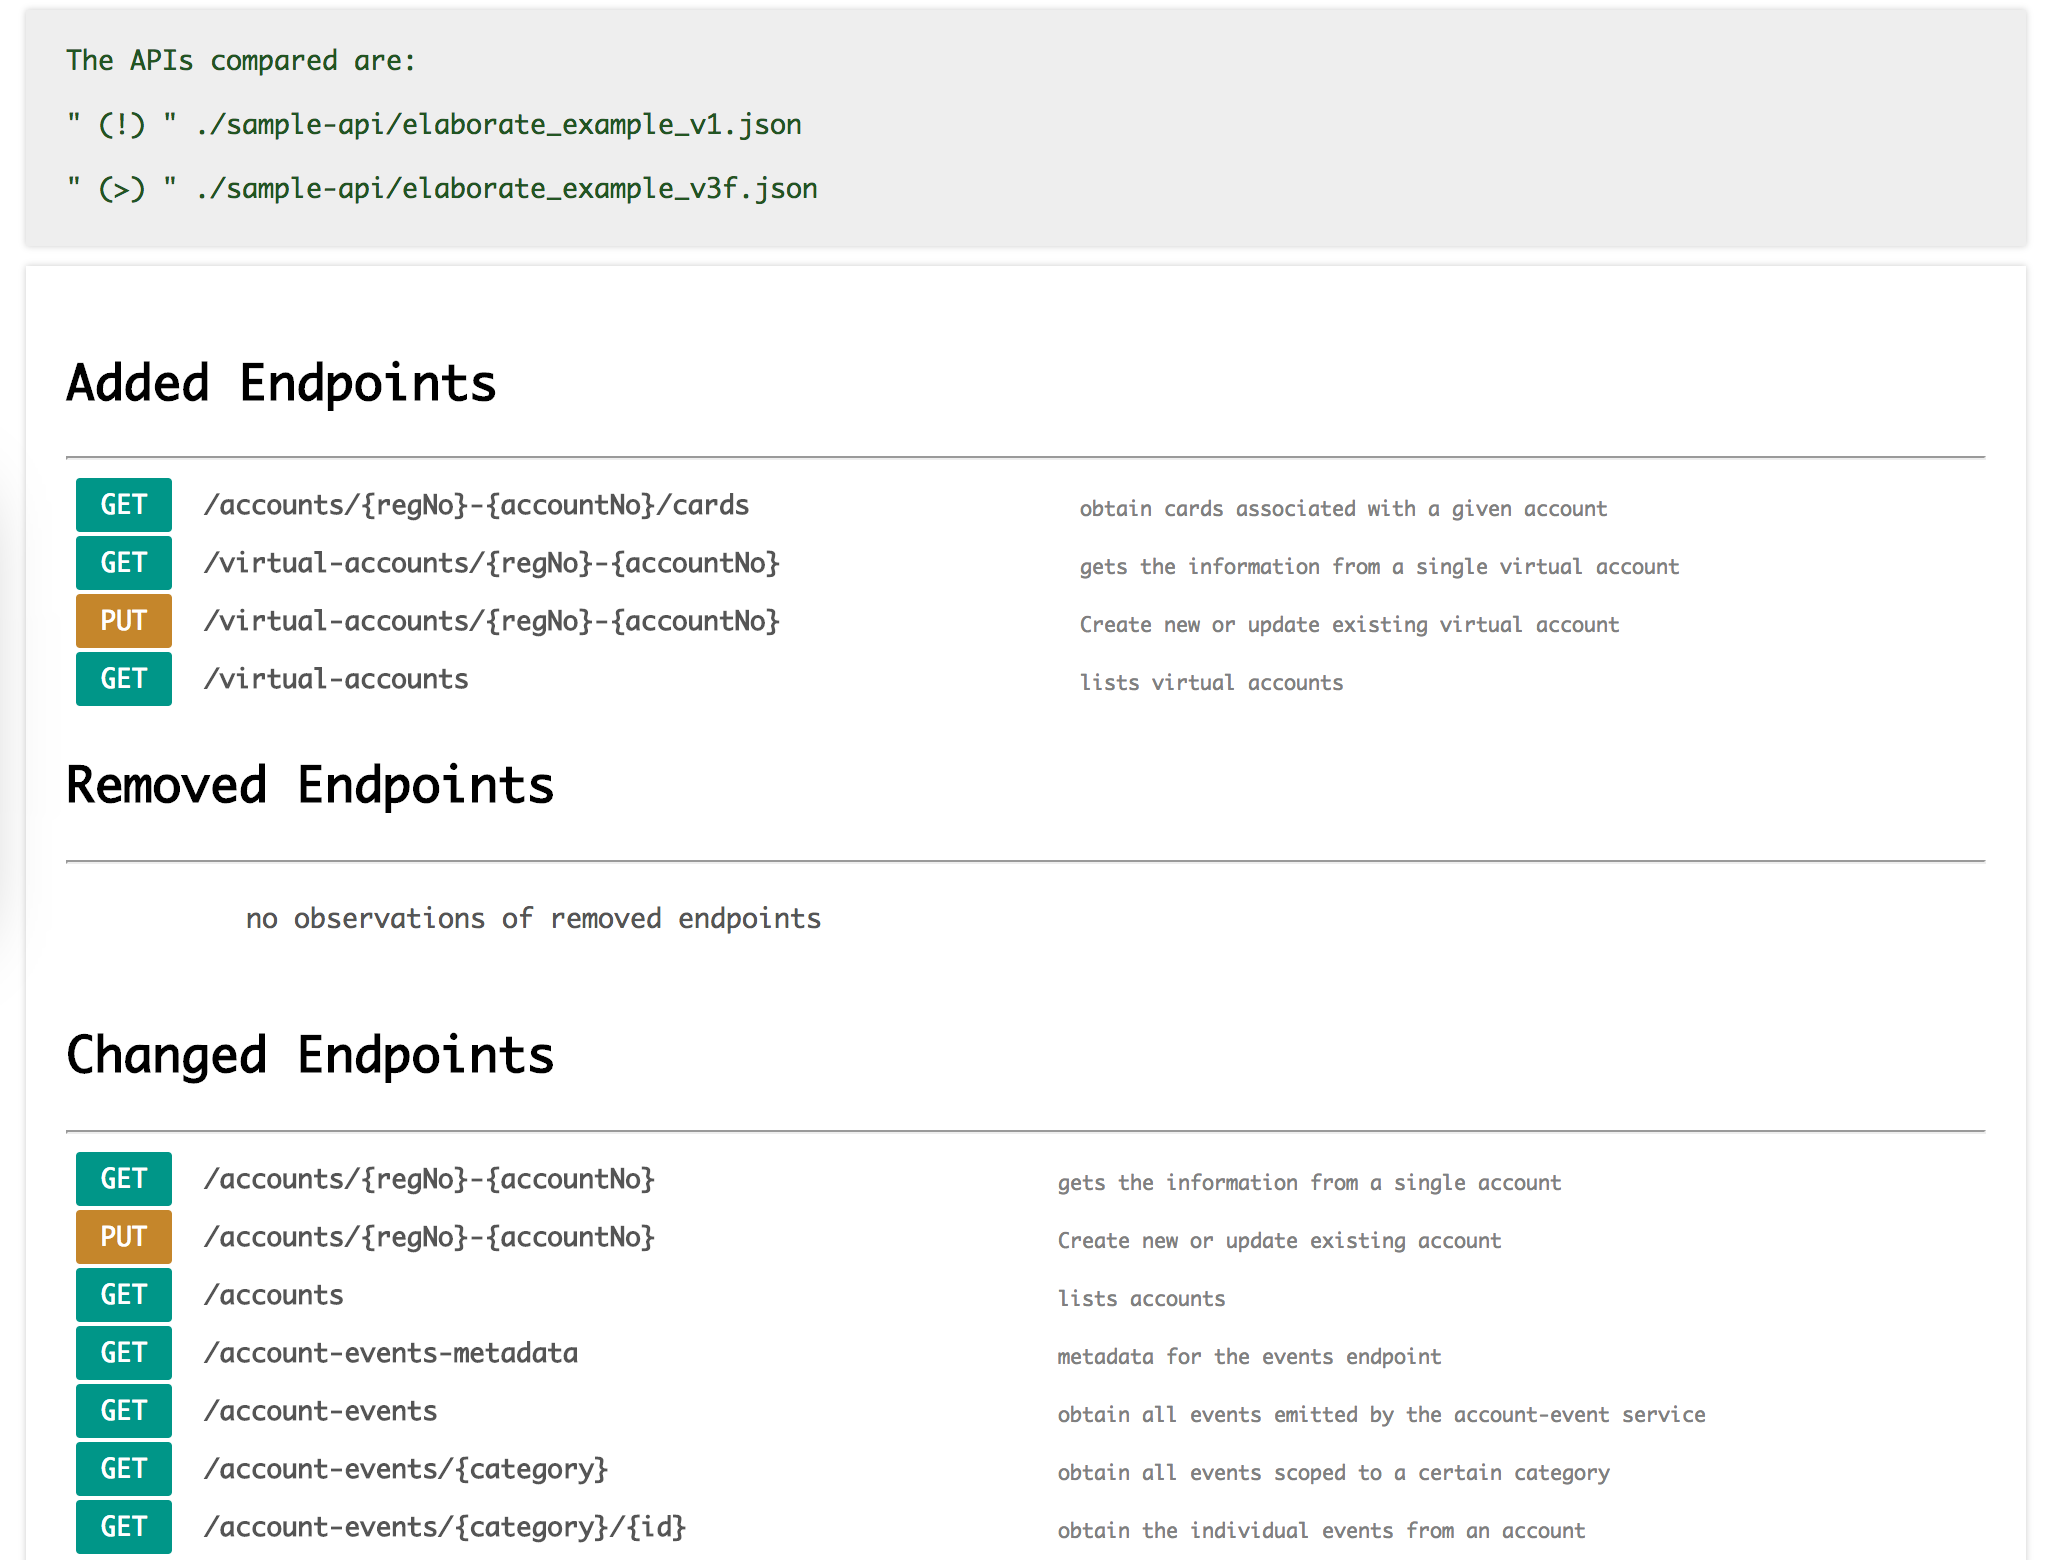 The APIs compared are:
" (!) " ./sample-api/elaborate_example_v1.json
" (>) " ./sample-api/elaborate_example_v3f.json
Added Endpoints
GET /accounts/{regNo}-{accountNo}/cards obtain cards associated with a given account
GET /virtual-accounts/{regNo}-{accountNo} gets the information from a single virtual account
PUT /virtual-accounts/{regNo}-{accountNo} Create new or update existing virtual account
GET /virtual-accounts lists virtual accounts
Removed Endpoints
no observations of removed endpoints
Changed Endpoints
GET /accounts/{regNo}-{accountNo} gets the information from a single account
PUT /accounts/{regNo}-{accountNo} Create new or update existing account
GET /accounts lists accounts
GET /account-events-metadata metadata for the events endpoint
GET /account-events obtain all events emitted by the account-event service
GET /account-events/{category} obtain all events scoped to a certain category
GET /account-events/{category}/{id} obtain the individual events from an account